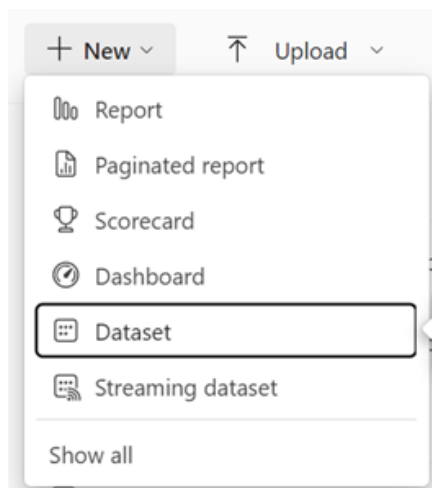 New
Upload
Report
Paginated report
Scorecard
Dashboard
Dataset
Streaming dataset
Show all